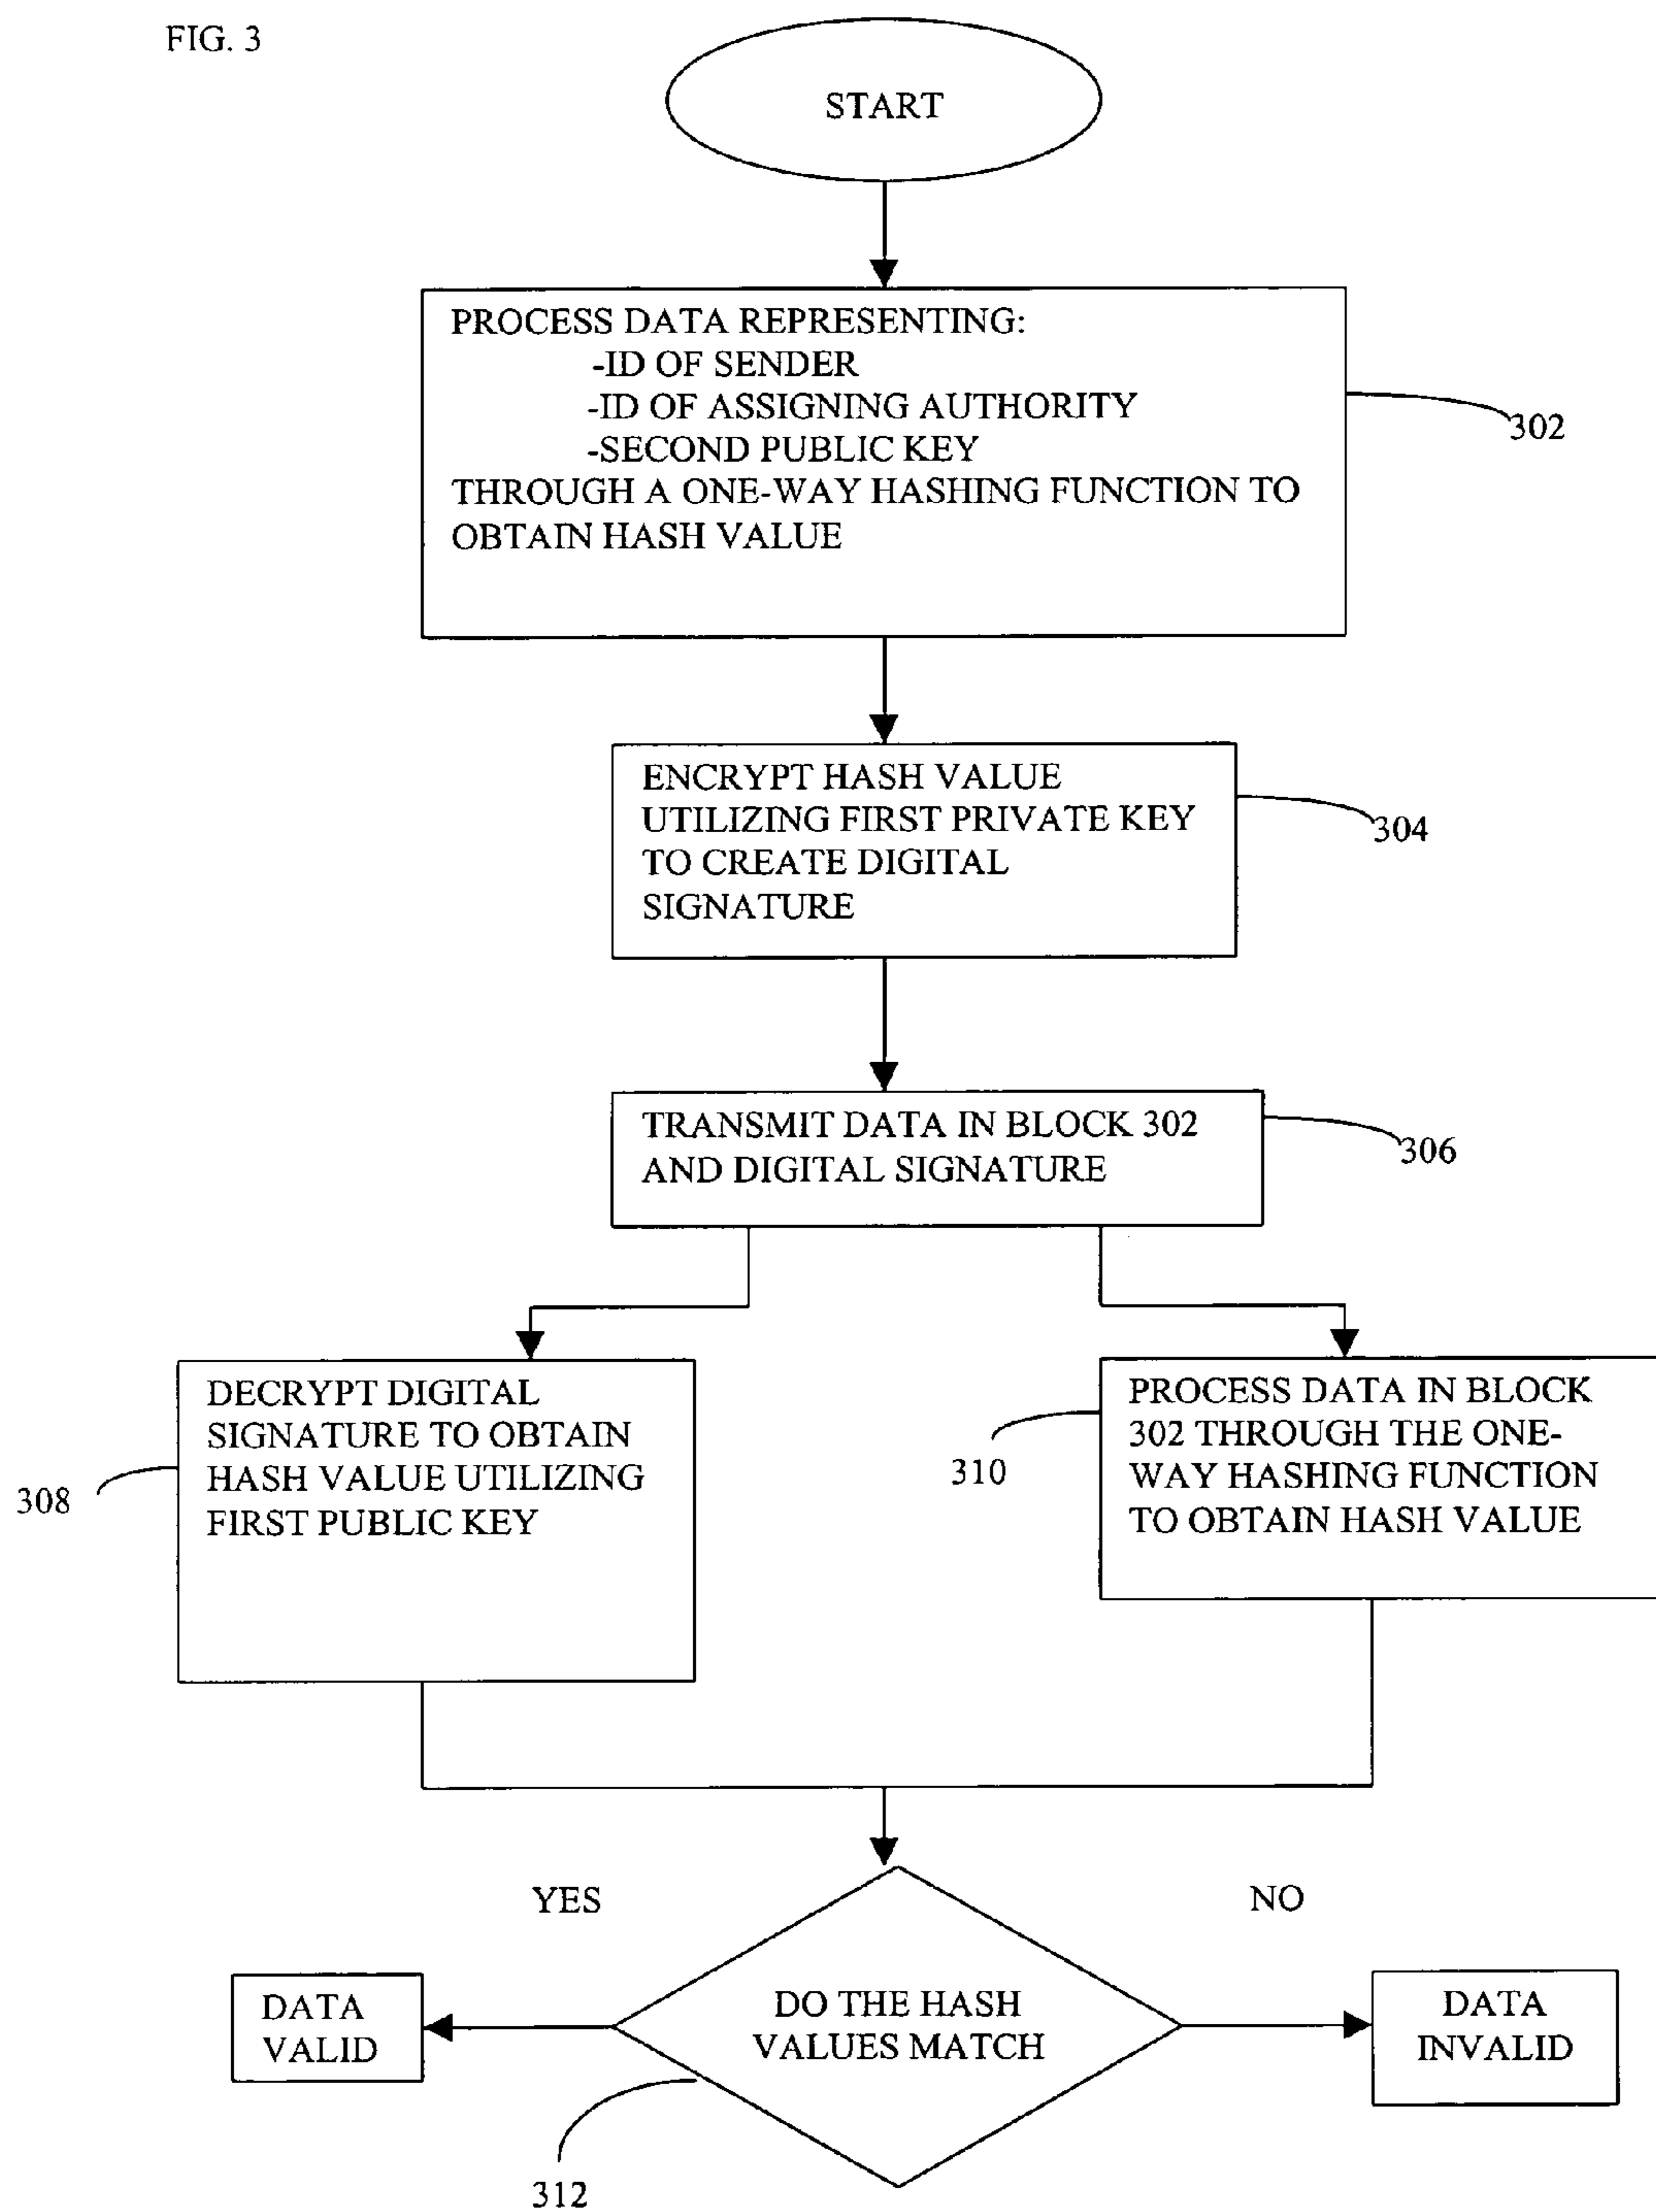 FIG. 3
START
PROCESS DATA REPRESENTING:
-ID OF SENDER
-ID OF ASSIGNING AUTHORITY
-SECOND PUBLIC KEY
THROUGH A ONE-WAY HASHING FUNCTION TO
OBTAIN HASH VALUE
302
ENCRYPT HASH VALUE
UTILIZING FIRST PRIVATE KEY
TO CREATE DIGITAL
SIGNATURE
304
TRANSMIT DATA IN BLOCK 302
AND DIGITAL SIGNATURE
306
DECRYPT DIGITAL
SIGNATURE TO OBTAIN
HASH VALUE UTILIZING
FIRST PUBLIC KEY
308
PROCESS DATA IN BLOCK
302 THROUGH THE ONE-
WAY HASHING FUNCTION
TO OBTAIN HASH VALUE
310
YES
NO
DATA
VALID
DO THE HASH
VALUES MATCH
DATA
INVALID
312